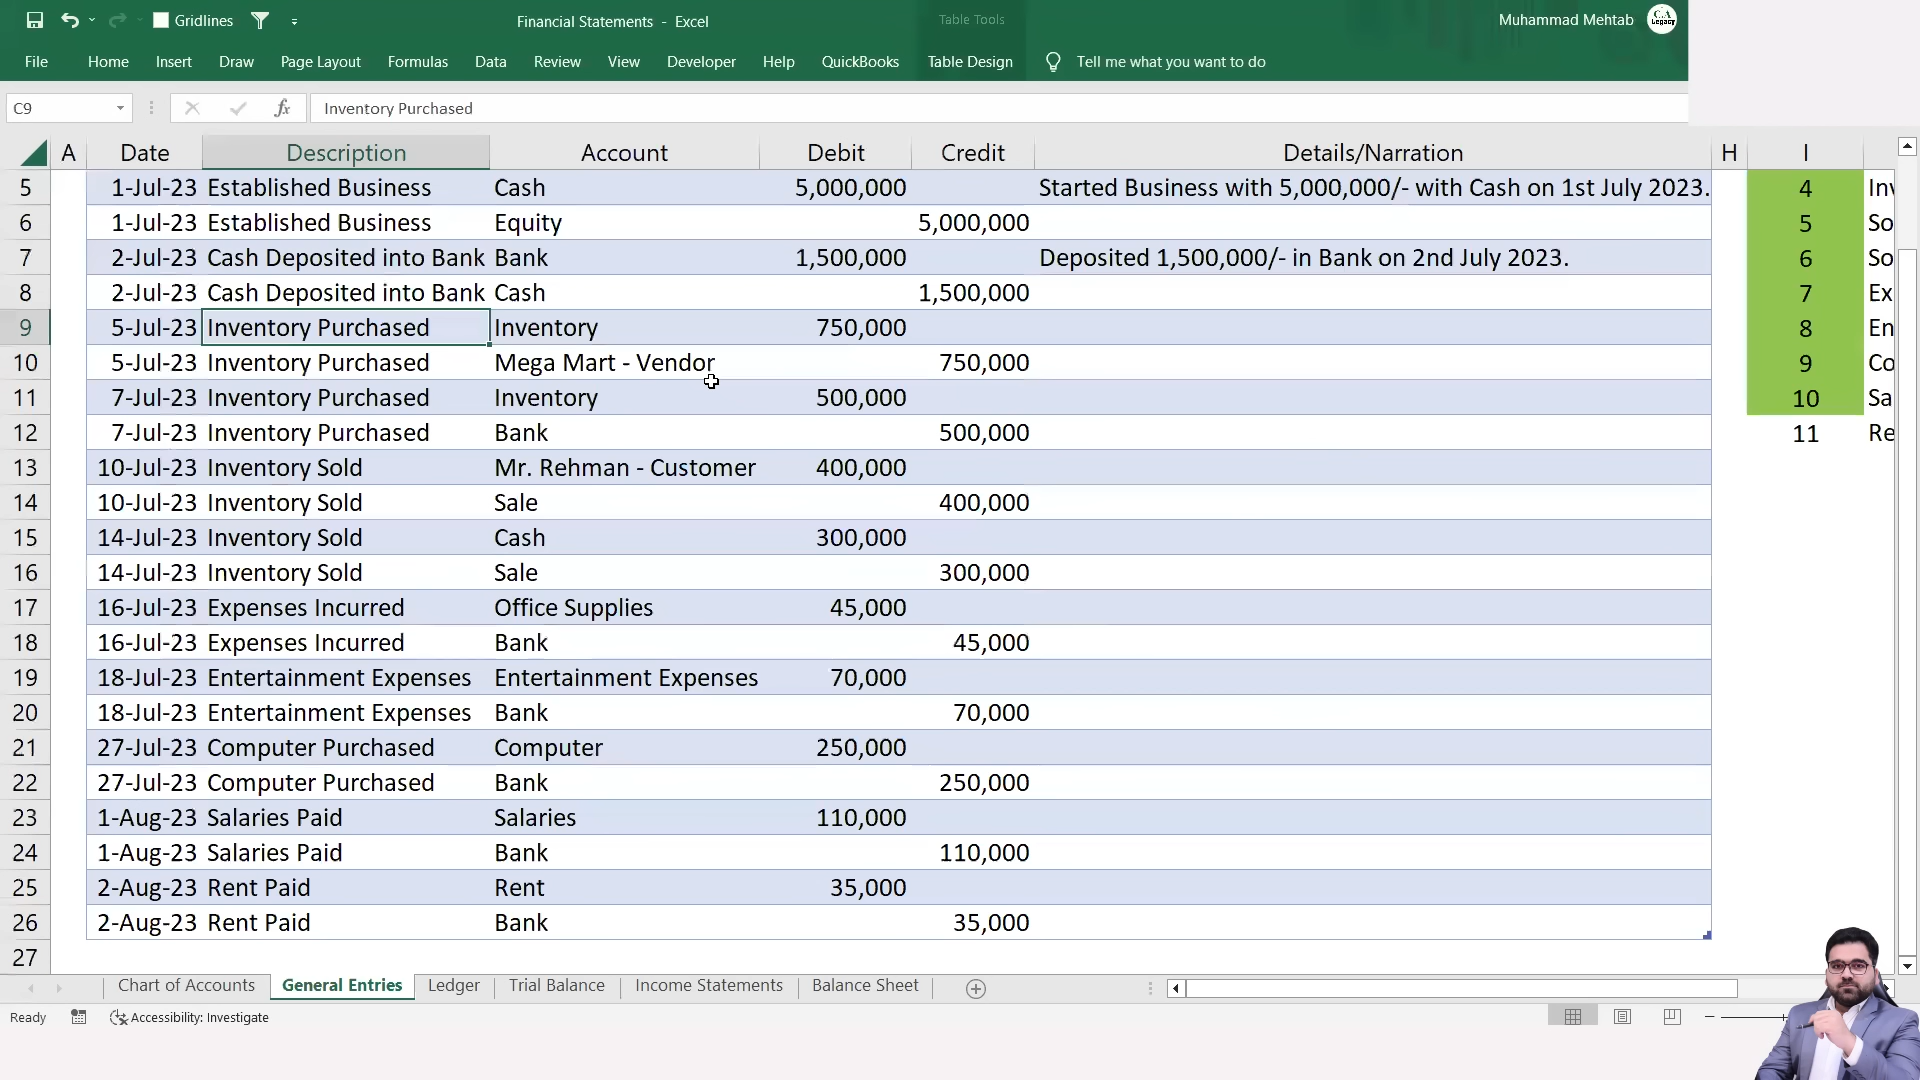 Gridlines
Financial Statements - Excel
Table Tools
Muhammad Mehtab
CA Legacy
File Home Insert Draw Page Layout Formulas Data Review View Developer Help QuickBooks Table Design Tell me what you want to do
C9 fx Inventory Purchased
A Date Description Account Debit Credit Details/Narration H I
5 1-Jul-23 Established Business Cash 5,000,000 Started Business with 5,000,000/- with Cash on 1st July 2023. 4 Inv
6 1-Jul-23 Established Business Equity 5,000,000 5 So
7 2-Jul-23 Cash Deposited into Bank Bank 1,500,000 Deposited 1,500,000/- in Bank on 2nd July 2023. 6 So
8 2-Jul-23 Cash Deposited into Bank Cash 1,500,000 7 Ex
9 5-Jul-23 Inventory Purchased Inventory 750,000 8 En
10 5-Jul-23 Inventory Purchased Mega Mart - Vendor 750,000 9 Co
11 7-Jul-23 Inventory Purchased Inventory 500,000 10 Sa
12 7-Jul-23 Inventory Purchased Bank 500,000 11 Re
13 10-Jul-23 Inventory Sold Mr. Rehman - Customer 400,000
14 10-Jul-23 Inventory Sold Sale 400,000
15 14-Jul-23 Inventory Sold Cash 300,000
16 14-Jul-23 Inventory Sold Sale 300,000
17 16-Jul-23 Expenses Incurred Office Supplies 45,000
18 16-Jul-23 Expenses Incurred Bank 45,000
19 18-Jul-23 Entertainment Expenses Entertainment Expenses 70,000
20 18-Jul-23 Entertainment Expenses Bank 70,000
21 27-Jul-23 Computer Purchased Computer 250,000
22 27-Jul-23 Computer Purchased Bank 250,000
23 1-Aug-23 Salaries Paid Salaries 110,000
24 1-Aug-23 Salaries Paid Bank 110,000
25 2-Aug-23 Rent Paid Rent 35,000
26 2-Aug-23 Rent Paid Bank 35,000
27
Chart of Accounts General Entries Ledger Trial Balance Income Statements Balance Sheet
Ready Accessibility: Investigate